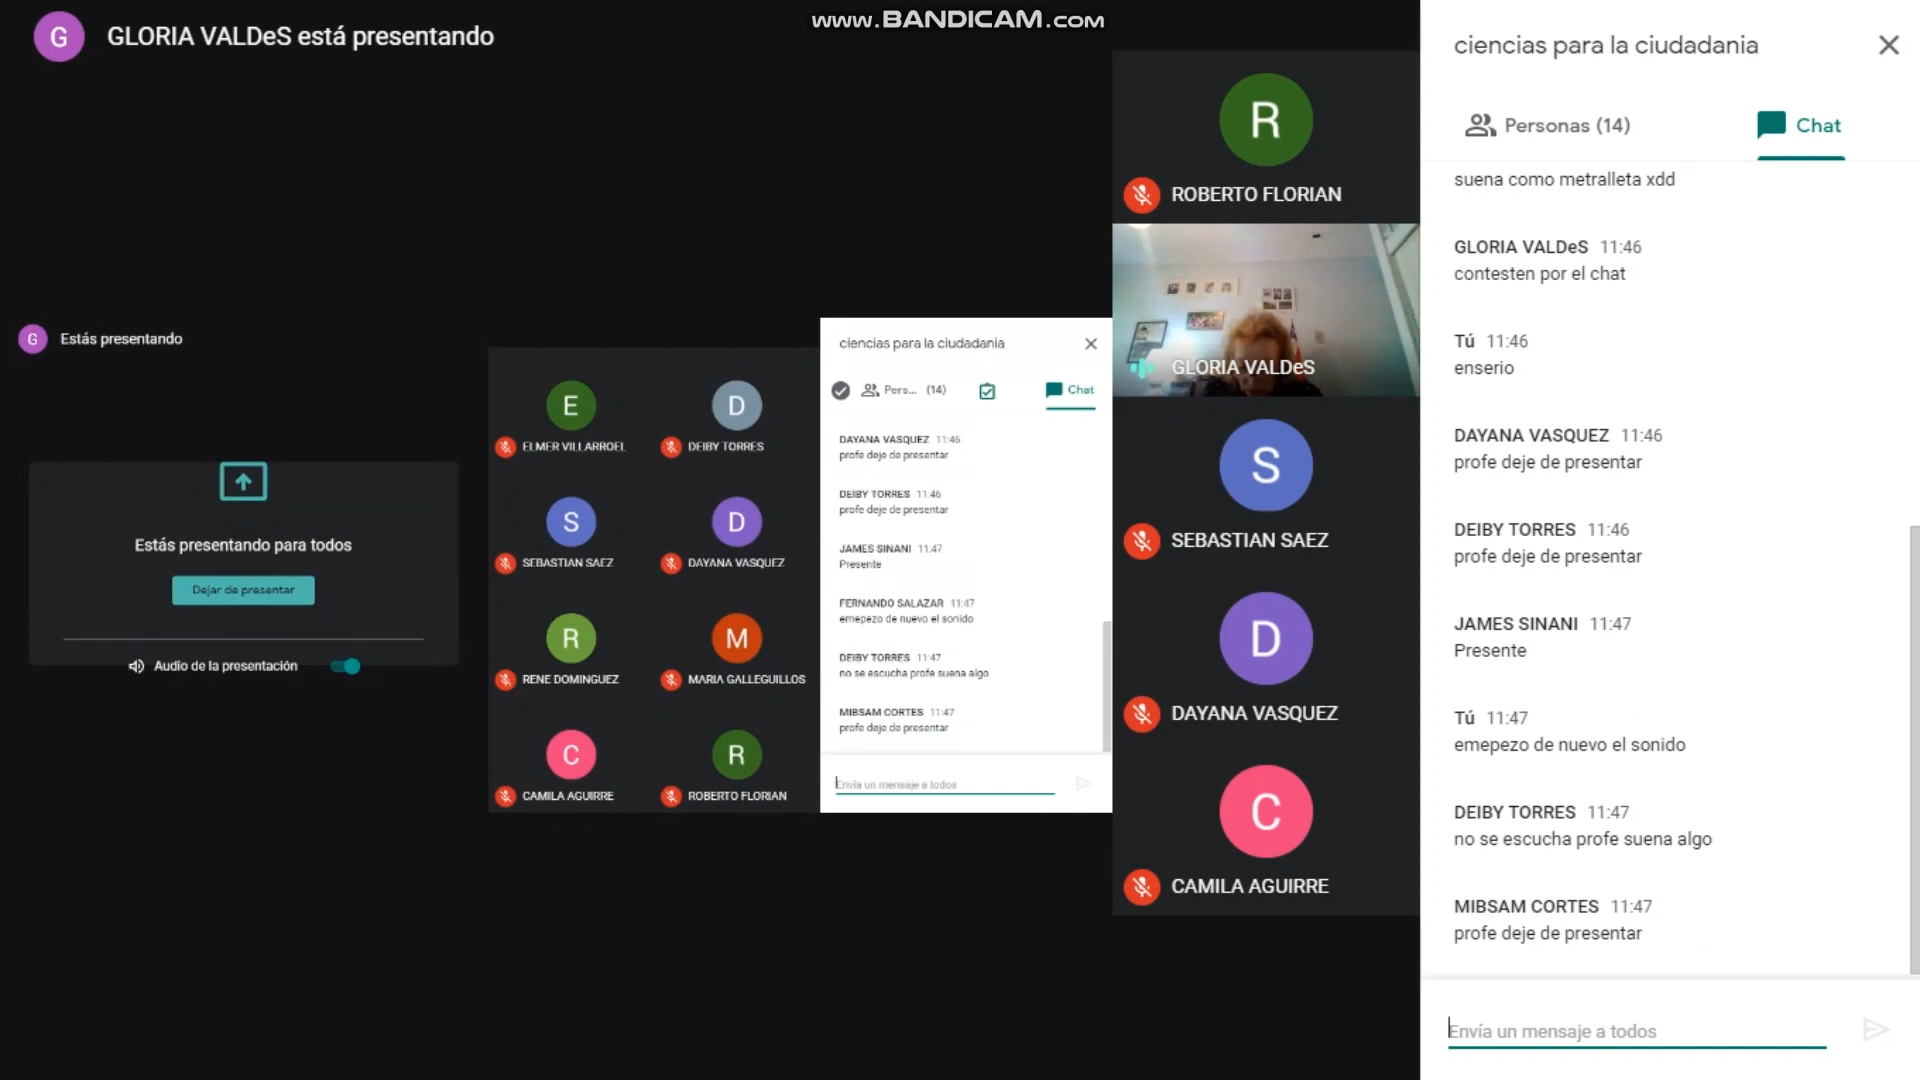 www.BANDICAM.com
G
GLORIA VALDeS está presentando
G
Estás presentando
Estás presentando para todos
Dejar de presentar
Audio de la presentación
E
ELMER VILLARROEL
D
DEIBY TORRES
S
SEBASTIAN SAEZ
D
DAYANA VASQUEZ
R
RENE DOMINGUEZ
M
MARIA GALLEGUILLOS
C
CAMILA AGUIRRE
R
ROBERTO FLORIAN
ciencias para la ciudadania
Pers... (14)
Chat
DAYANA VASQUEZ 11:46
profe deje de presentar
DEIBY TORRES 11:46
profe deje de presentar
JAMES SINANI 11:47
Presente
FERNANDO SALAZAR 11:47
emepezo de nuevo el sonido
DEIBY TORRES 11:47
no se escucha profe suena algo
MIBSAM CORTES 11:47
profe deje de presentar
Envía un mensaje a todos
R
ROBERTO FLORIAN
GLORIA VALDeS
S
SEBASTIAN SAEZ
D
DAYANA VASQUEZ
C
CAMILA AGUIRRE
ciencias para la ciudadania
Personas (14)
Chat
suena como metralleta xdd
GLORIA VALDeS 11:46
contesten por el chat
Tú 11:46
enserio
DAYANA VASQUEZ 11:46
profe deje de presentar
DEIBY TORRES 11:46
profe deje de presentar
JAMES SINANI 11:47
Presente
Tú 11:47
emepezo de nuevo el sonido
DEIBY TORRES 11:47
no se escucha profe suena algo
MIBSAM CORTES 11:47
profe deje de presentar
Envía un mensaje a todos